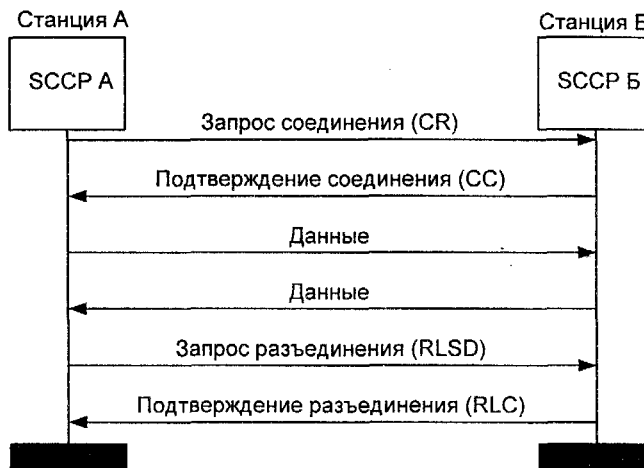 Станция А
Станция Б
SCCP А
SCCP Б
Запрос соединения (CR)
Подтверждение соединения (CC)
Данные
Данные
Запрос разъединения (RLSD)
Подтверждение разъединения (RLC)